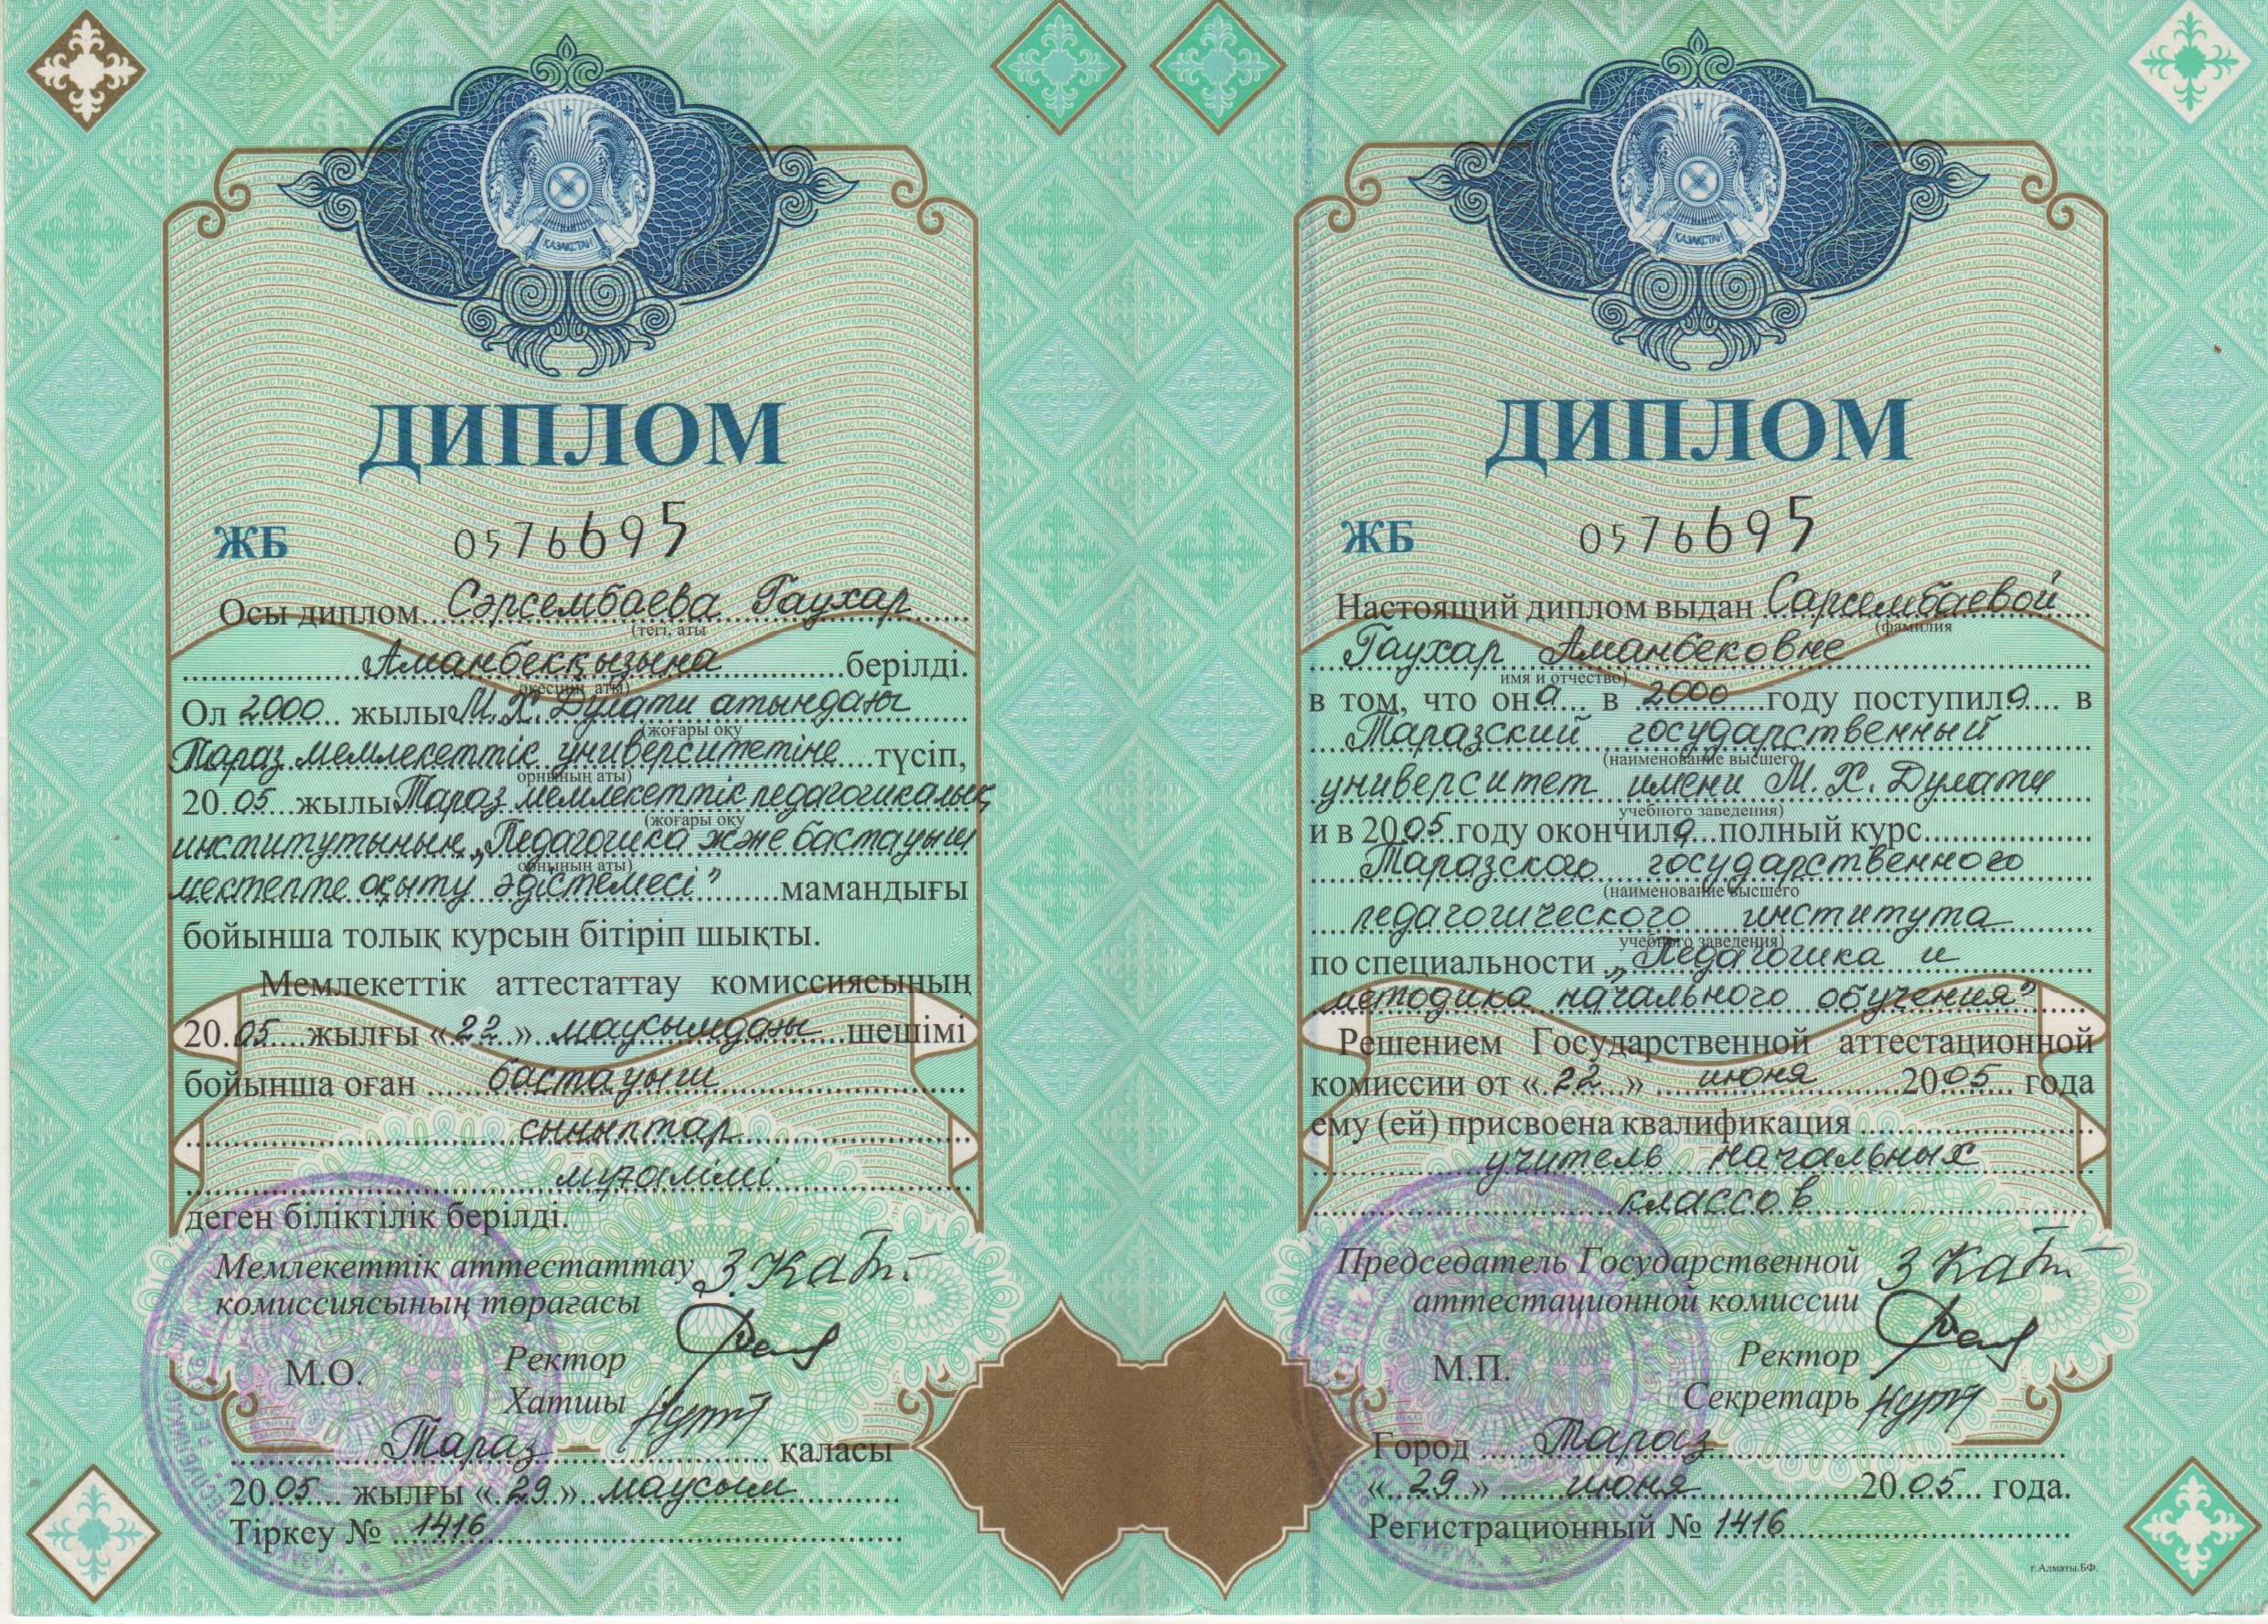 ҚАЗАҚСТАН
ДИПЛОМ
ЖБ 0576695
Осы диплом Сәрсембаева Гаухар
(тегі, аты
Аманбекқызына берілді.
әкесінің аты)
Ол 2000 жылы М.Х. Дулати атындағы
(жоғары оқу
Тараз мемлекеттік университетіне түсіп,
орнының аты)
20 05 жылы Тараз мемлекеттік педагогикалық
(жоғары оқу
институтының „Педагогика және бастауыш
орнының аты)
мектепте оқыту әдістемесі" мамандығы
бойынша толық курсын бітіріп шықты.
Мемлекеттік аттестаттау комиссиясының
20 05 жылғы « 22 » маусымдағы шешімі
бойынша оған бастауыш
сыныптар
мұғалімі
деген біліктілік берілді.
Мемлекеттік аттестаттау
комиссиясының төрағасы
М.О. Ректор
Хатшы
Тараз қаласы
20 05 жылғы « 29 » маусым
Тіркеу № 1416
ҚАЗАҚСТАН
ДИПЛОМ
ЖБ 0576695
Настоящий диплом выдан Сарсембаевой
(фамилия
Гаухар Аманбековне
имя и отчество)
в том, что она в 2000 году поступила в
Таразский государственный
(наименование высшего
университет имени М.Х. Дулати
учебного заведения)
и в 2005 году окончила полный курс
Таразского государственного
(наименование высшего
педагогического института
учебного заведения)
по специальности „Педагогика и
методика начального обучения"
Решением Государственной аттестационной
комиссии от « 22 » июня 2005 года
ему (ей) присвоена квалификация
учитель начальных
классов
Председатель Государственной
аттестационной комиссии
Ректор
М.П.
Секретарь
Город Тараз
« 29 » июня 20 05 года.
Регистрационный № 1416
г.Алматы.БФ.